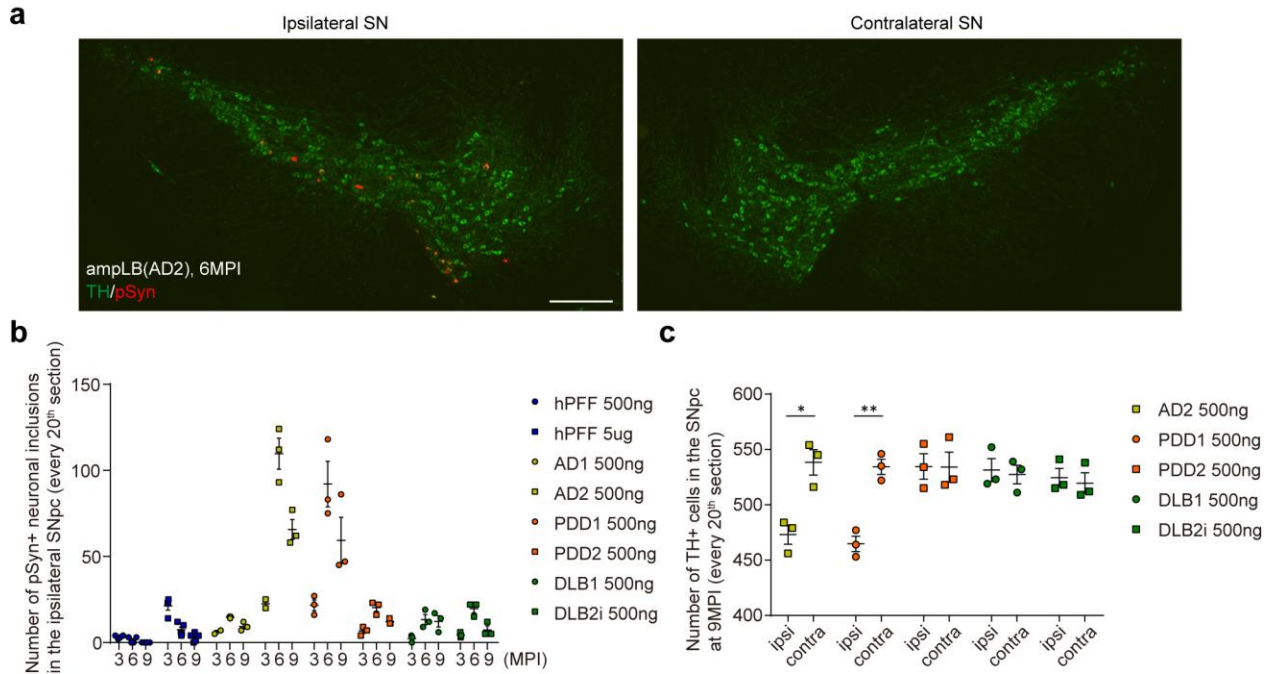 a
Ipsilateral SN
Contralateral SN
ampLB(AD2), 6MPI
TH/pSyn
b
Number of pSyn+ neuronal inclusions
in the ipsilateral SNpc (every 20th section)
150
100
50
0
3 6 9 3 6 9 3 6 9 3 6 9 3 6 9 3 6 9 3 6 9 3 6 9 (MPI)
hPFF 500ng
hPFF 5ug
AD1 500ng
AD2 500ng
PDD1 500ng
PDD2 500ng
DLB1 500ng
DLB2i 500ng
c
Number of TH+ cells in the SNpc
at 9MPI (every 20th section)
600
550
500
450
400
* **
ipsi contra ipsi contra ipsi contra ipsi contra ipsi contra
AD2 500ng
PDD1 500ng
PDD2 500ng
DLB1 500ng
DLB2i 500ng